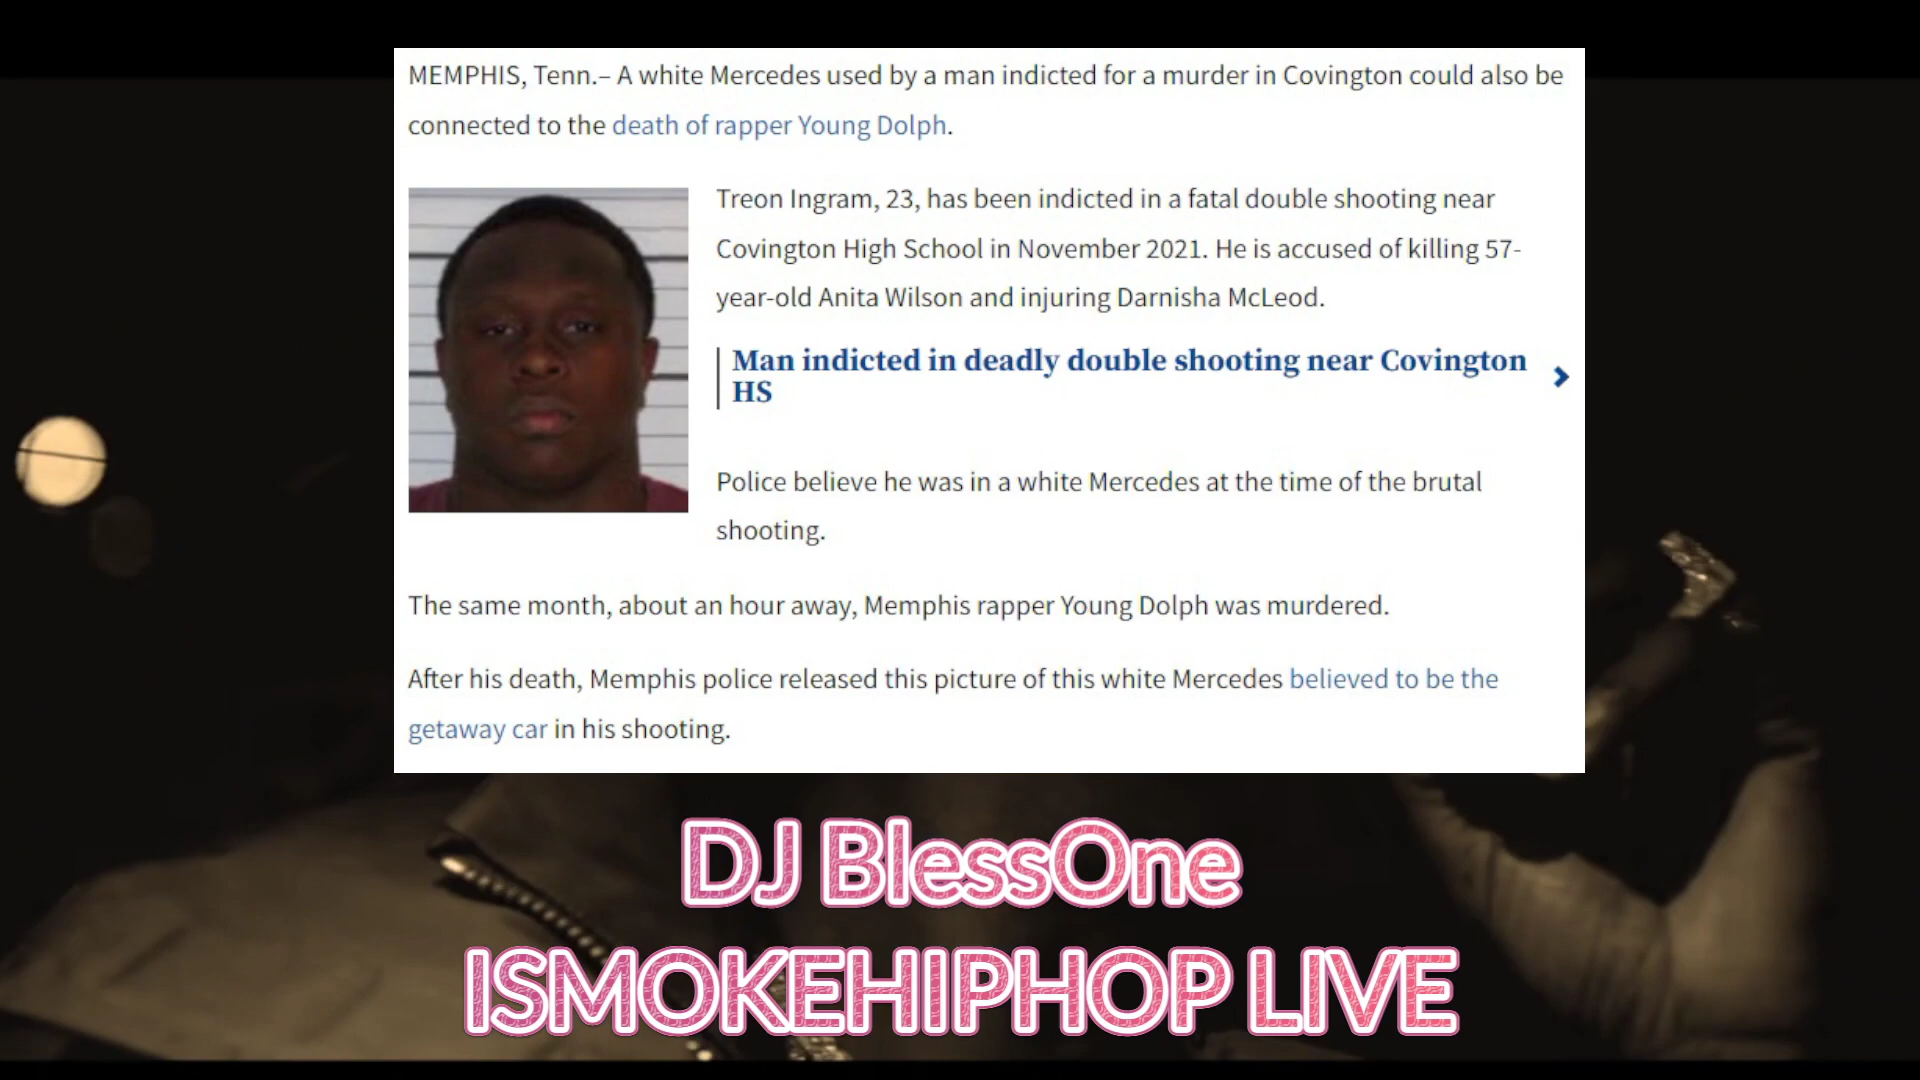 MEMPHIS, Tenn.– A white Mercedes used by a man indicted for a murder in Covington could also be
connected to the death of rapper Young Dolph.
Treon Ingram, 23, has been indicted in a fatal double shooting near
Covington High School in November 2021. He is accused of killing 57-
year-old Anita Wilson and injuring Darnisha McLeod.
Man indicted in deadly double shooting near Covington
HS
Police believe he was in a white Mercedes at the time of the brutal
shooting.
The same month, about an hour away, Memphis rapper Young Dolph was murdered.
After his death, Memphis police released this picture of this white Mercedes believed to be the
getaway car in his shooting.
DJ BlessOne
ISMOKEHIPHOP LIVE